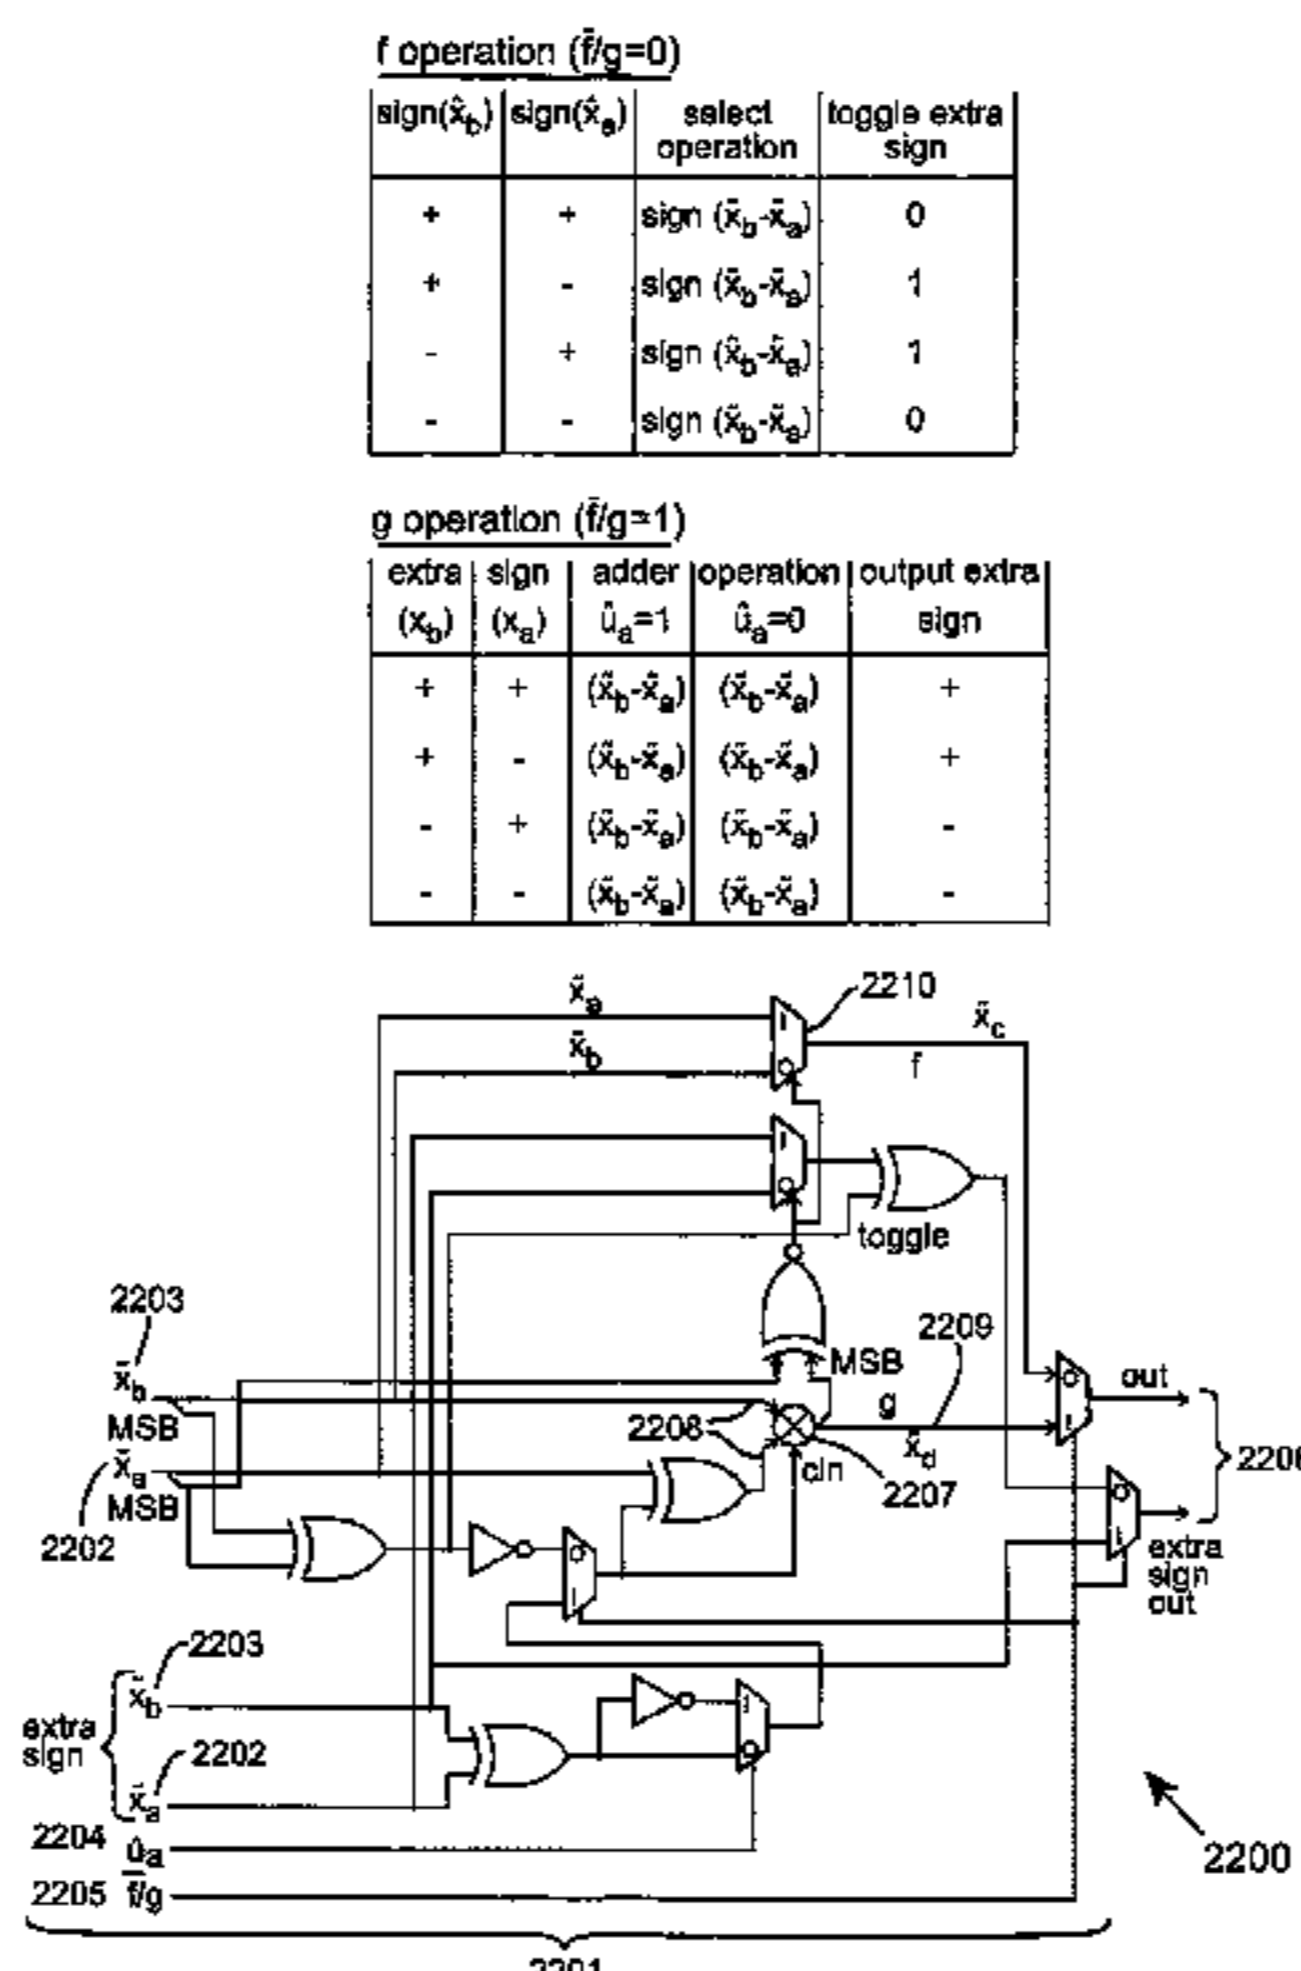 f operation (f̄/g=0)
sign(x̂b) sign(x̂a) select operation toggle extra sign
+ + sign (x̃b-x̃a) 0
+ - sign (x̃b-x̃a) 1
- + sign (x̃b-x̃a) 1
- - sign (x̃b-x̃a) 0
g operation (f̄/g=1)
extra sign adder operation output extra
(xb) (xa) ûa=1 ûa=0 sign
+ + (x̃b-x̃a) (x̃b-x̃a) +
+ - (x̃b-x̃a) (x̃b-x̃a) +
- + (x̃b-x̃a) (x̃b-x̃a) -
- - (x̃b-x̃a) (x̃b-x̃a) -
x̃a
2210
x̃c
x̃b
f
toggle
2203
2209
x̃b
MSB
MSB
out
g
2208
x̃a
x̃d
cin
MSB
2207
2202
extra
sign
out
2203
x̃b
extra
sign
2202
x̃a
2204 ûa
2205 f̄/g
2200
2201